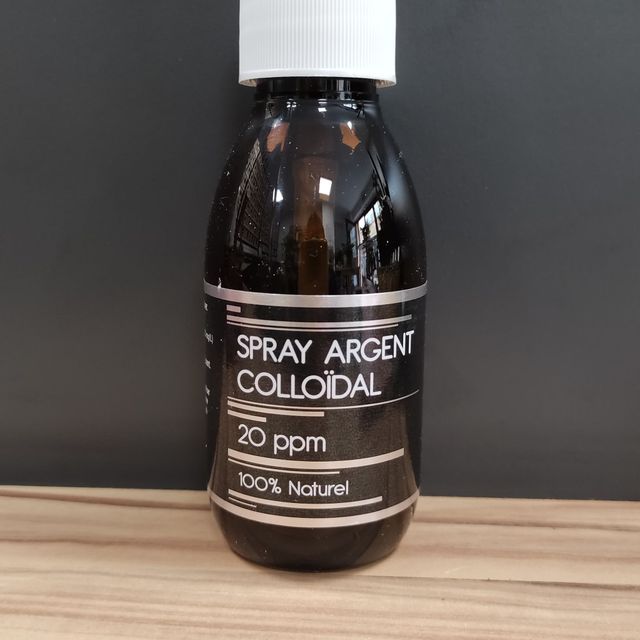 SPRAY ARGENT
COLLOÏDAL
20 ppm
100% Naturel